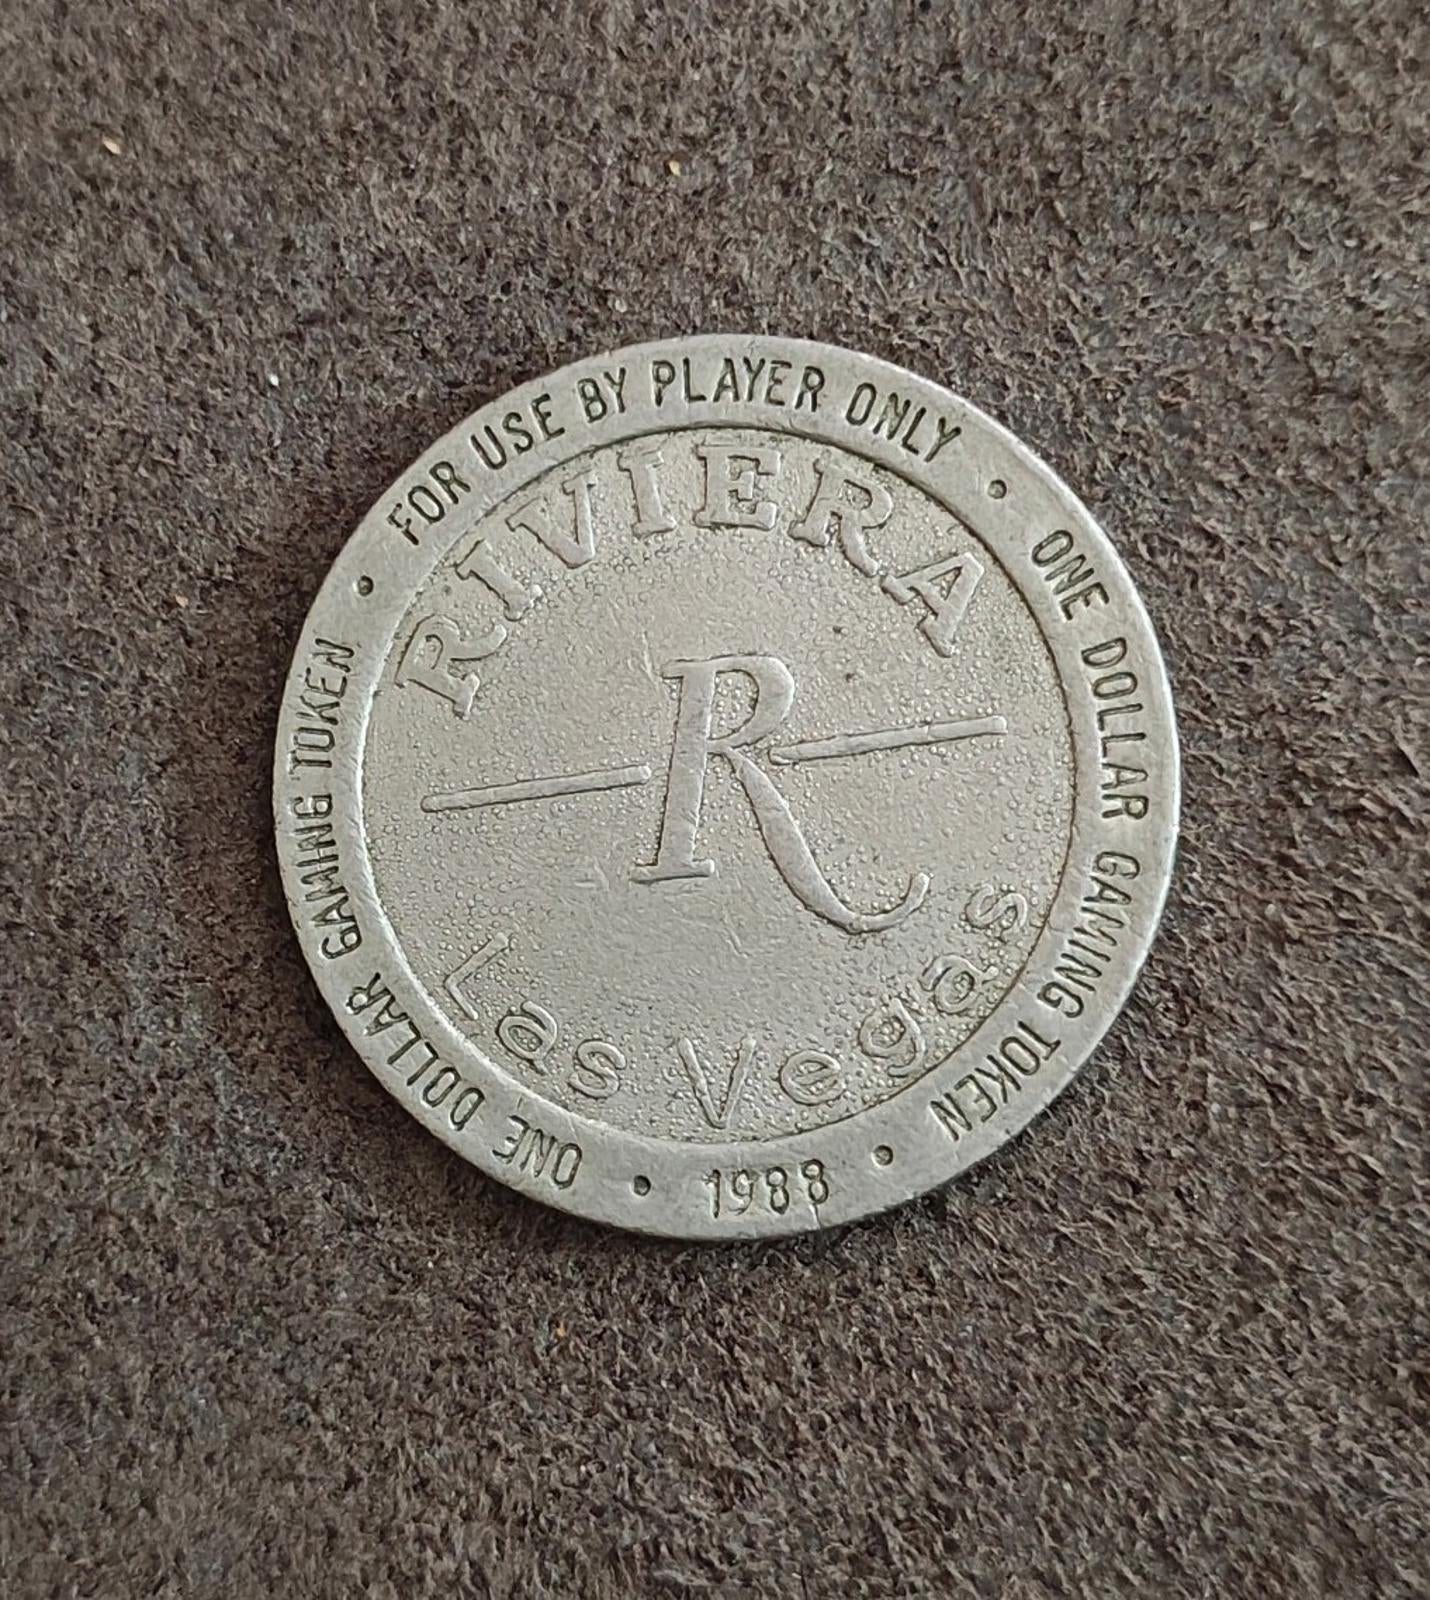 • FOR USE BY PLAYER ONLY •
ONE DOLLAR GAMING TOKEN
• 1988 •
ONE DOLLAR GAMING TOKEN
RIVIERA
R
Las Vegas